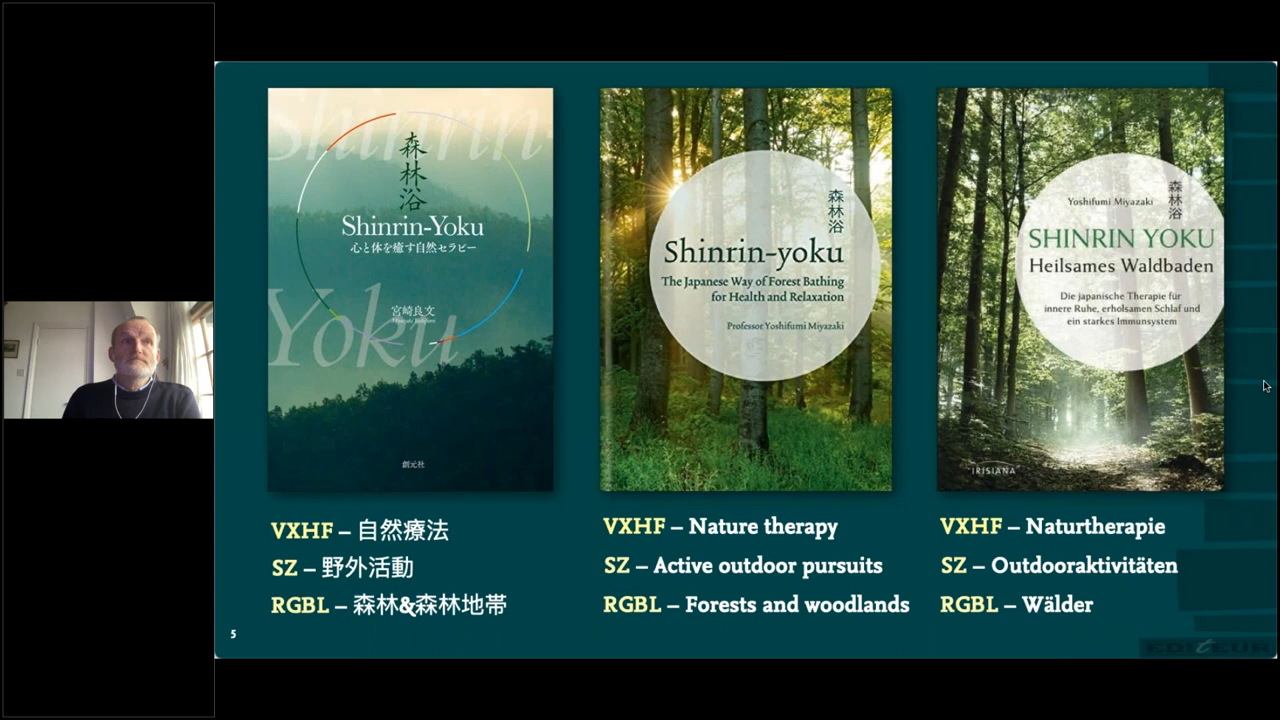 Shinrin-
森林浴
Shinrin-Yoku
心と体を癒す自然セラピー
宮崎良文
Miyazaki Yoshifumi
Yoku
創元社
森林浴
Shinrin-yoku
The Japanese Way of Forest Bathing
for Health and Relaxation
Professor Yoshifumi Miyazaki
Yoshifumi Miyazaki
森林浴
SHINRIN YOKU
Heilsames Waldbaden
Die japanische Therapie für
innere Ruhe, erholsamen Schlaf und
ein starkes Immunsystem
IRISIANA
VXHF – 自然療法
SZ – 野外活動
RGBL – 森林&森林地帯
VXHF – Nature therapy
SZ – Active outdoor pursuits
RGBL – Forests and woodlands
VXHF – Naturtherapie
SZ – Outdooraktivitäten
RGBL – Wälder
5
EDItEUR